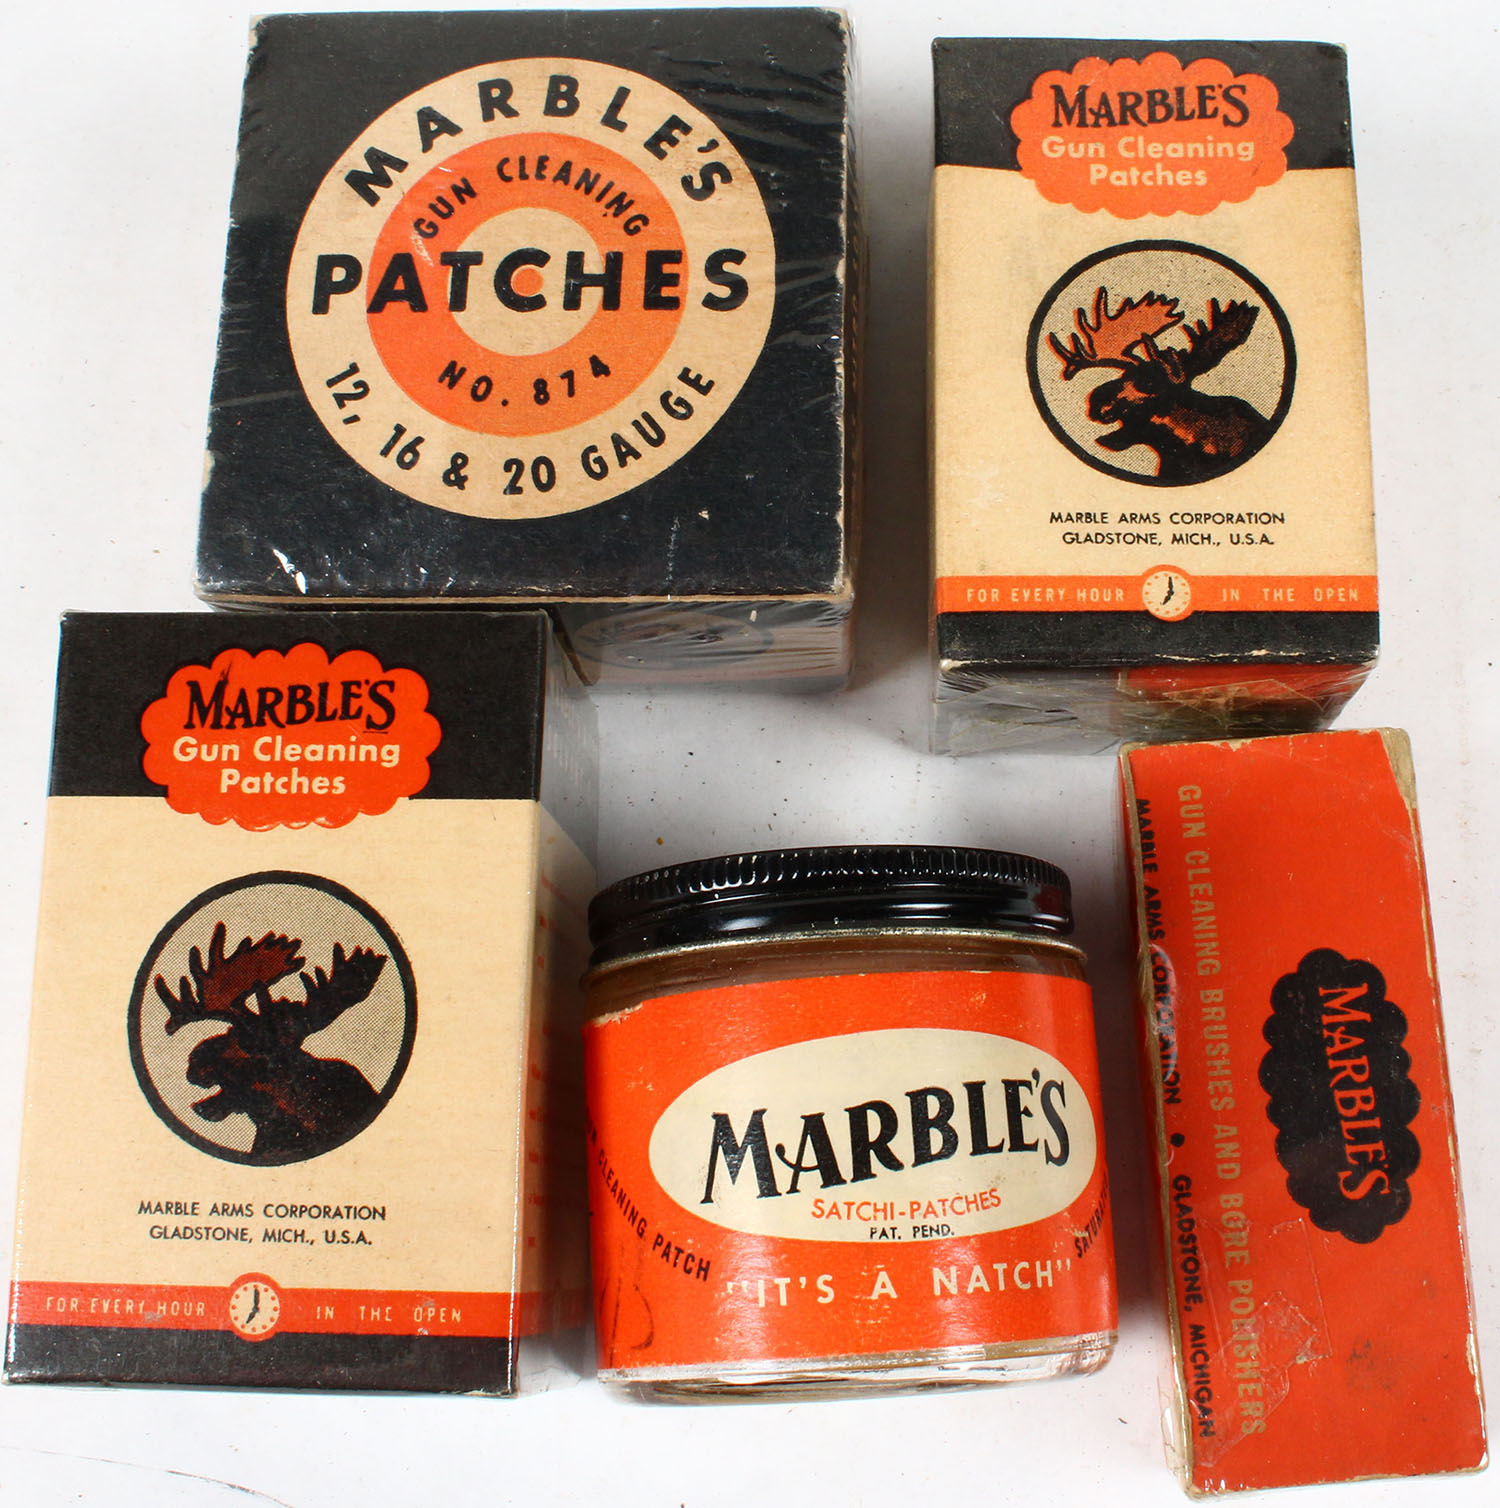 MARBLE'S
GUN CLEANING
PATCHES
NO. 874
12, 16 & 20 GAUGE
MARBLE'S
Gun Cleaning
Patches
MARBLE ARMS CORPORATION
GLADSTONE, MICH., U.S.A.
FOR EVERY HOUR IN THE OPEN
MARBLE'S
Gun Cleaning
Patches
MARBLE ARMS CORPORATION
GLADSTONE, MICH., U.S.A.
FOR EVERY HOUR IN THE OPEN
MARBLE'S
SATCHI-PATCHES
PAT. PEND.
CLEANING PATCH
"IT'S A NATCH"
MARBLE'S
GUN CLEANING BRUSHES AND BORE POLISHERS
MARBLE ARMS CORPORATION • GLADSTONE, MICHIGAN